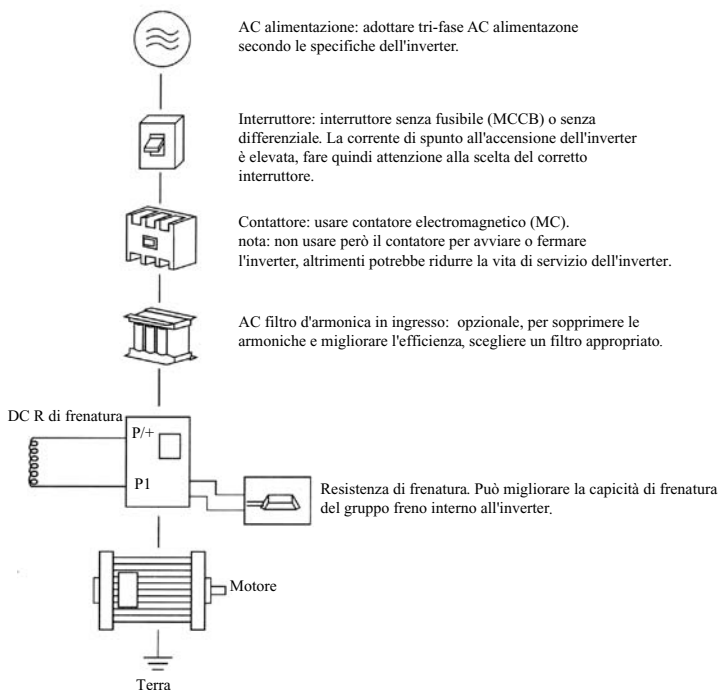 AC alimentazione: adottare tri-fase AC alimentazone
secondo le specifiche dell'inverter.
Interruttore: interruttore senza fusibile (MCCB) o senza
differenziale. La corrente di spunto all'accensione dell'inverter
è elevata, fare quindi attenzione alla scelta del corretto
interruttore.
Contattore: usare contatore electromagnetico (MC).
nota: non usare però il contatore per avviare o fermare
l'inverter, altrimenti potrebbe ridurre la vita di servizio dell'inverter.
AC filtro d'armonica in ingresso: opzionale, per sopprimere le
armoniche e migliorare l'efficienza, scegliere un filtro appropriato.
DC R di frenatura
P/+
P1
Resistenza di frenatura. Può migliorare la capicità di frenatura
del gruppo freno interno all'inverter.
Motore
Terra